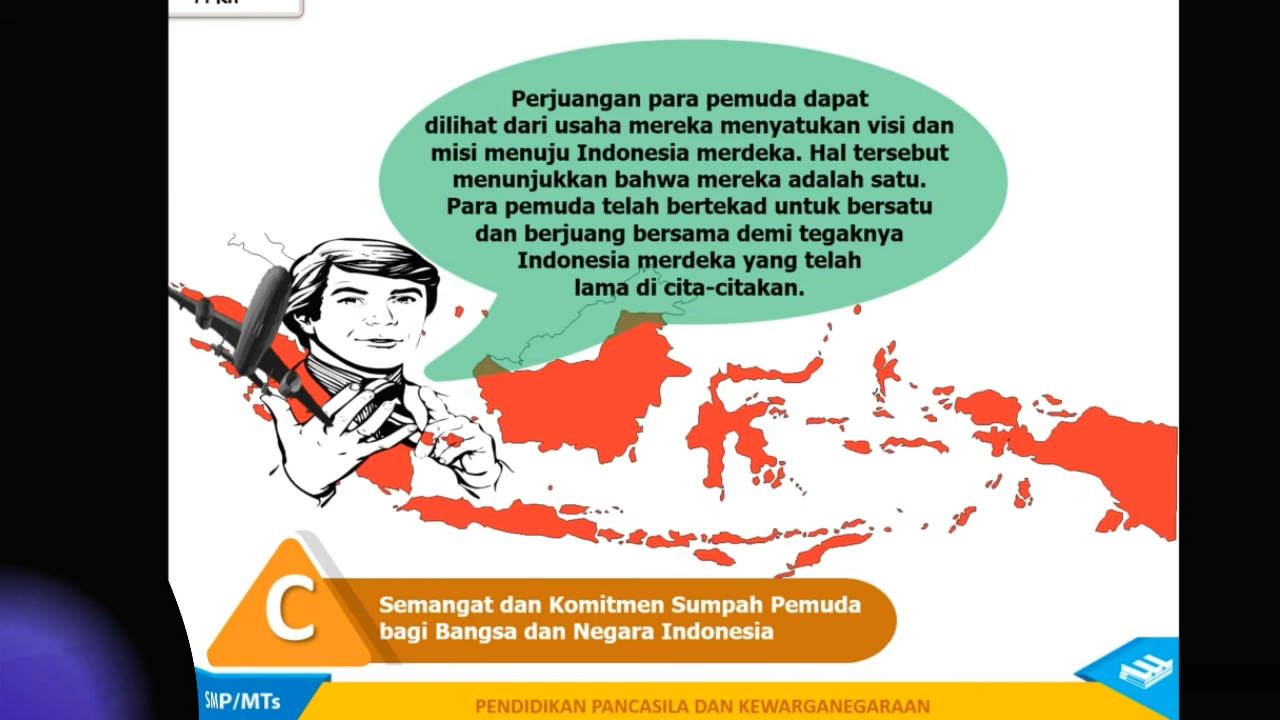 Perjuangan para pemuda dapat
dilihat dari usaha mereka menyatukan visi dan
misi menuju Indonesia merdeka. Hal tersebut
menunjukkan bahwa mereka adalah satu.
Para pemuda telah bertekad untuk bersatu
dan berjuang bersama demi tegaknya
Indonesia merdeka yang telah
lama di cita-citakan.
C
Semangat dan Komitmen Sumpah Pemuda
bagi Bangsa dan Negara Indonesia
SMP/MTs
PENDIDIKAN PANCASILA DAN KEWARGANEGARAAN